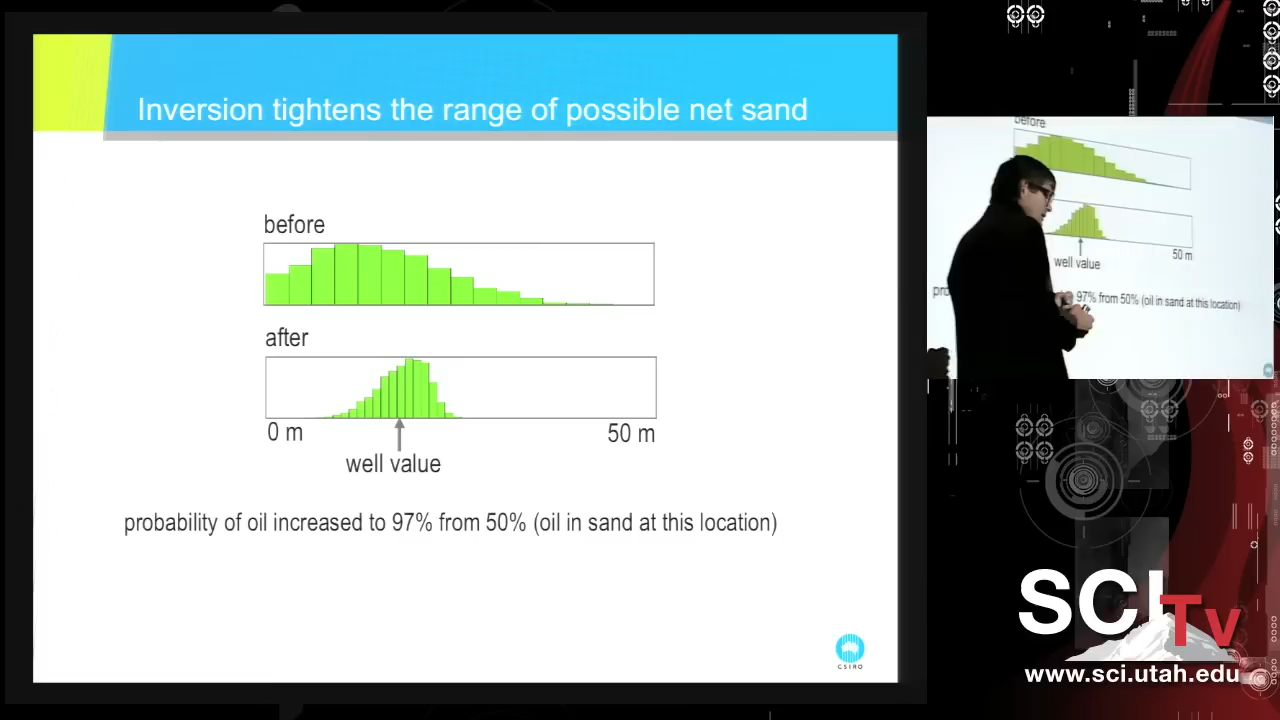 Inversion tightens the range of possible net sand
before
after
0 m
50 m
well value
probability of oil increased to 97% from 50% (oil in sand at this location)
CSIRO
before
well value
50 m
97% from 50% (oil in sand at this location)
SCI
Tv
www.sci.utah.edu